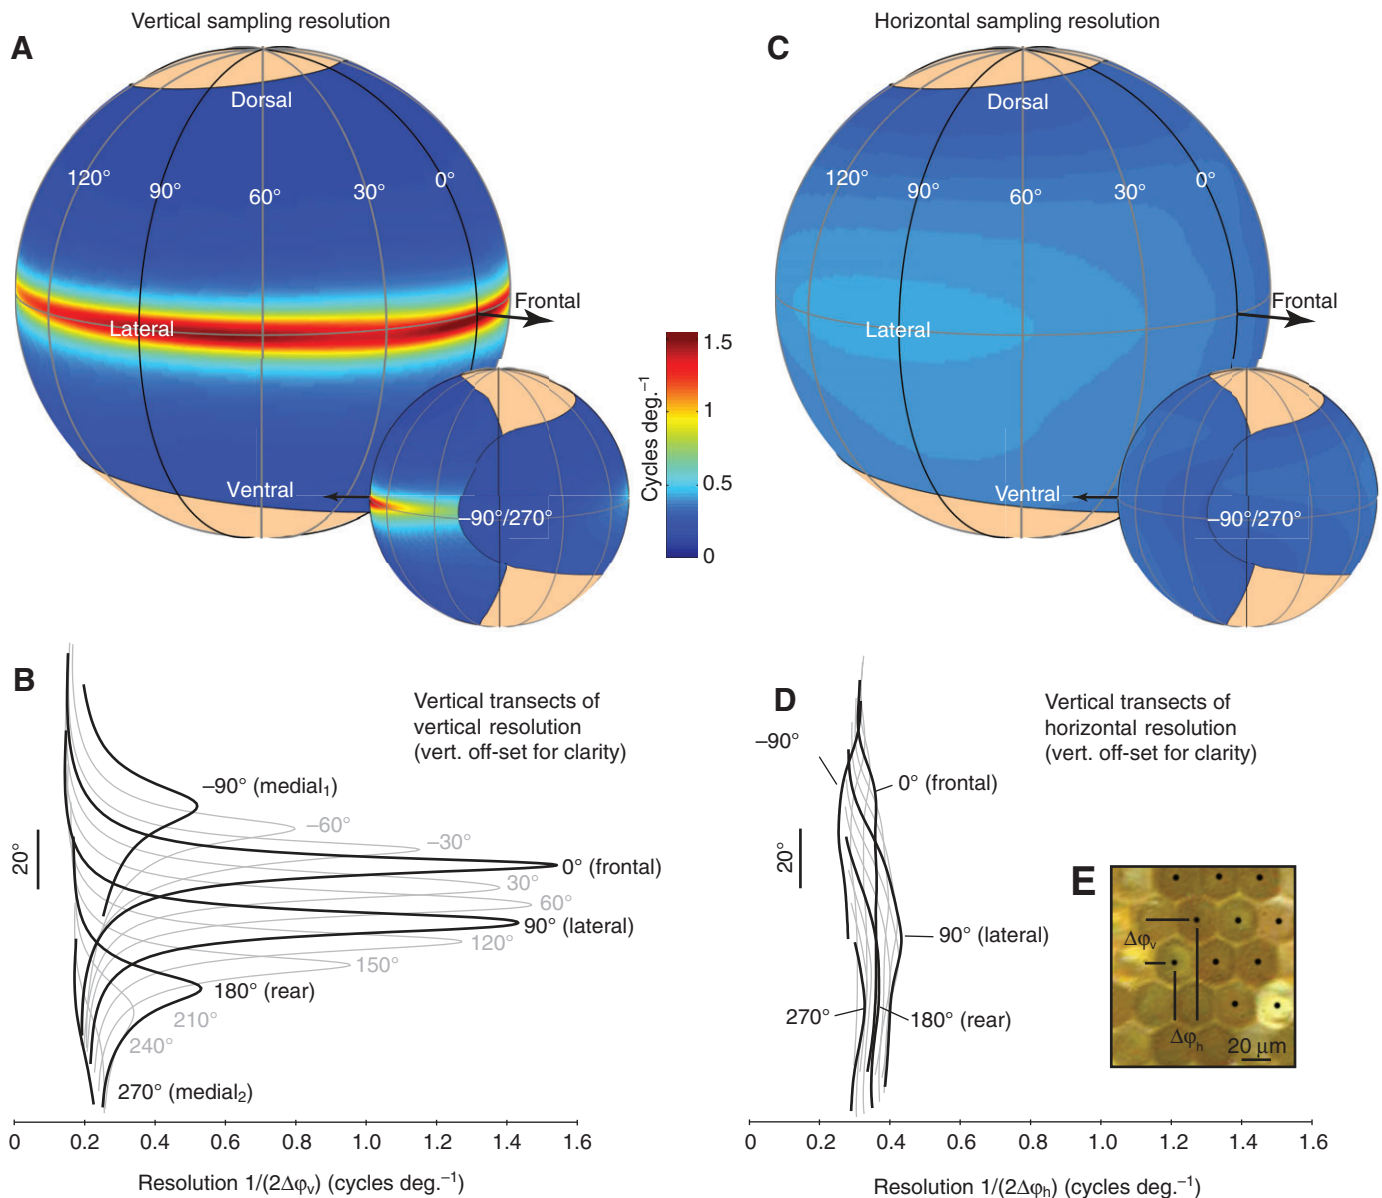 Vertical sampling resolution
A
Dorsal
120°
90°
60°
30°
0°
Frontal
Lateral
Ventral
–90°/270°
Cycles deg.⁻¹
1.5
1
0.5
0
Horizontal sampling resolution
C
Dorsal
120°
90°
60°
30°
0°
Frontal
Lateral
Ventral
–90°/270°
B
Vertical transects of
vertical resolution
(vert. off-set for clarity)
20°
–90° (medial₁)
–60°
–30°
0° (frontal)
30°
60°
90° (lateral)
120°
150°
180° (rear)
210°
240°
270° (medial₂)
0 0.2 0.4 0.6 0.8 1.0 1.2 1.4 1.6
Resolution 1/(2Δφᵥ) (cycles deg.⁻¹)
D
Vertical transects of
horizontal resolution
(vert. off-set for clarity)
–90°
0° (frontal)
20°
90° (lateral)
270°
180° (rear)
0 0.2 0.4 0.6 0.8 1.0 1.2 1.4 1.6
Resolution 1/(2Δφₕ) (cycles deg.⁻¹)
E
Δφᵥ
Δφₕ
20 μm